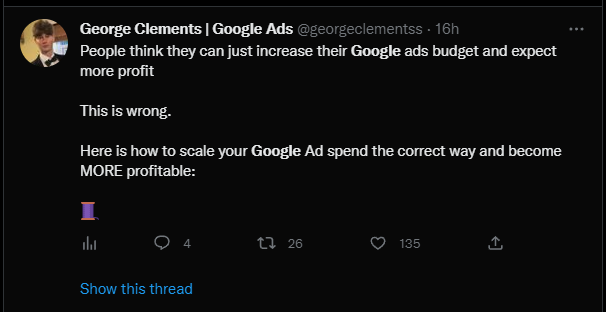 George Clements | Google Ads @georgeclementss · 16h
People think they can just increase their Google ads budget and expect
more profit
This is wrong.
Here is how to scale your Google Ad spend the correct way and become
MORE profitable:
4 26 135
Show this thread